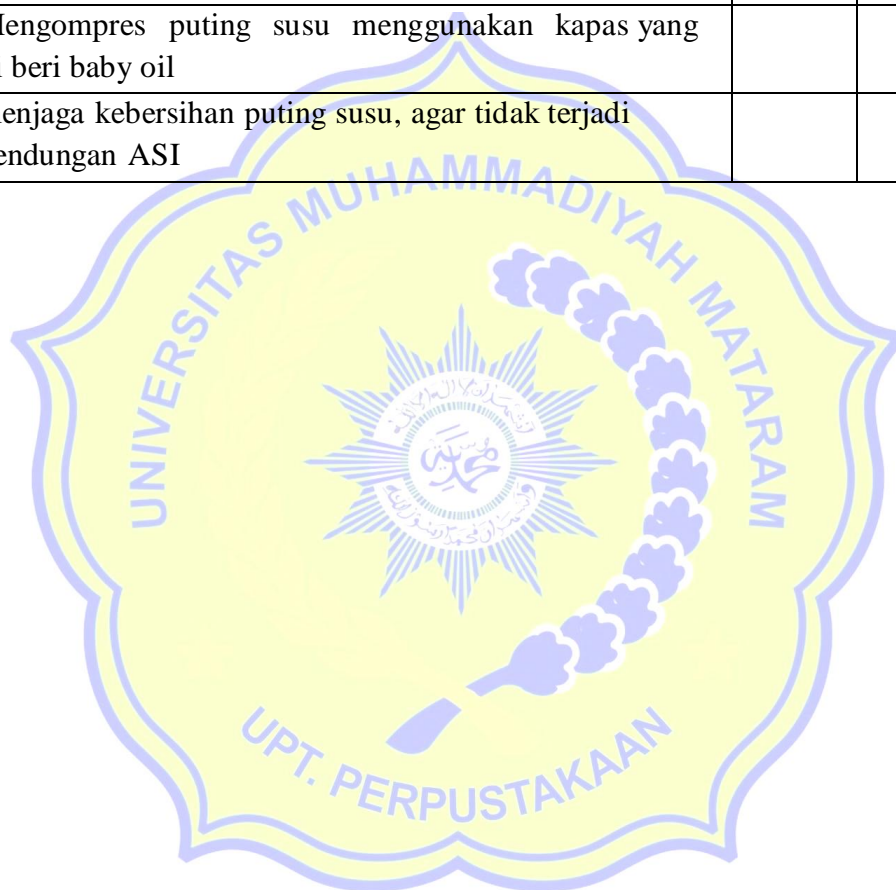 engompres puting susu menggunakan kapas yang
i beri baby oil
enjaga kebersihan puting susu, agar tidak terjadi
endungan ASI
UNIVERSITAS MUHAMMADIYAH MATARAM
UPT. PERPUSTAKAAN